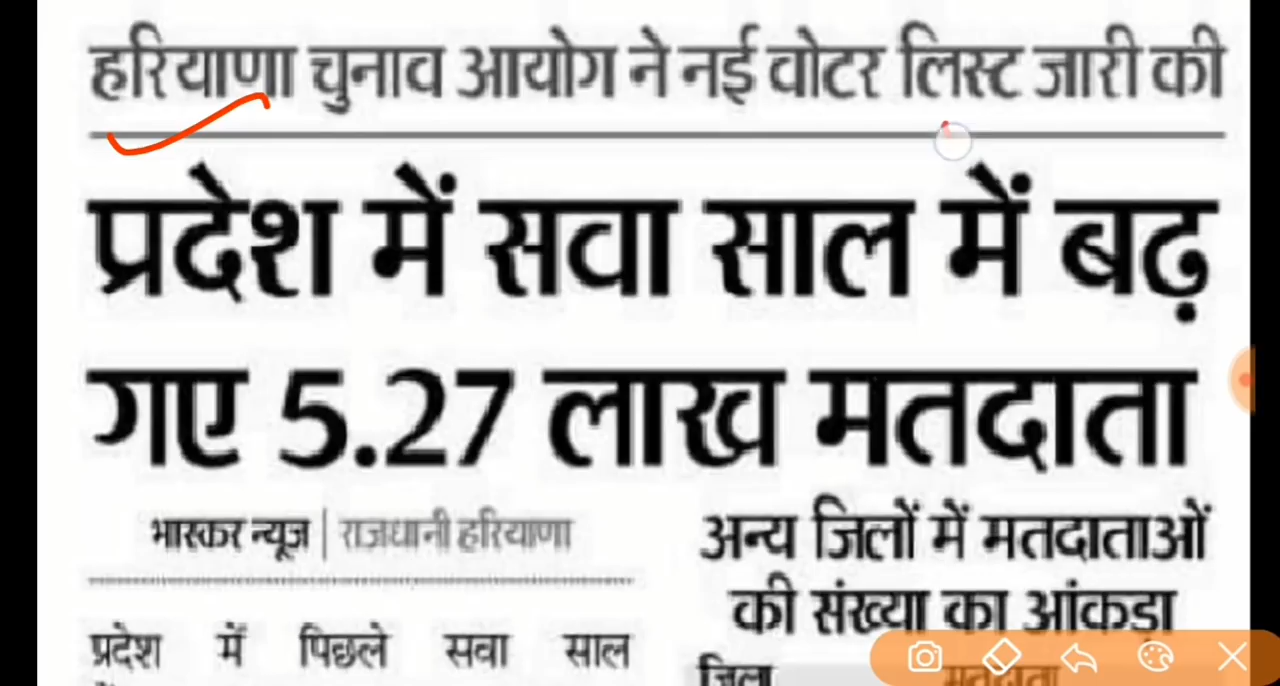 हरियाणा चुनाव आयोग ने नई वोटर लिस्ट जारी की
प्रदेश में सवा साल में बढ़
गए 5.27 लाख मतदाता
भास्कर न्यूज | राजधानी हरियाणा
प्रदेश में पिछले सवा साल
अन्य जिलों में मतदाताओं
की संख्या का आंकड़ा
जिला मतदाता